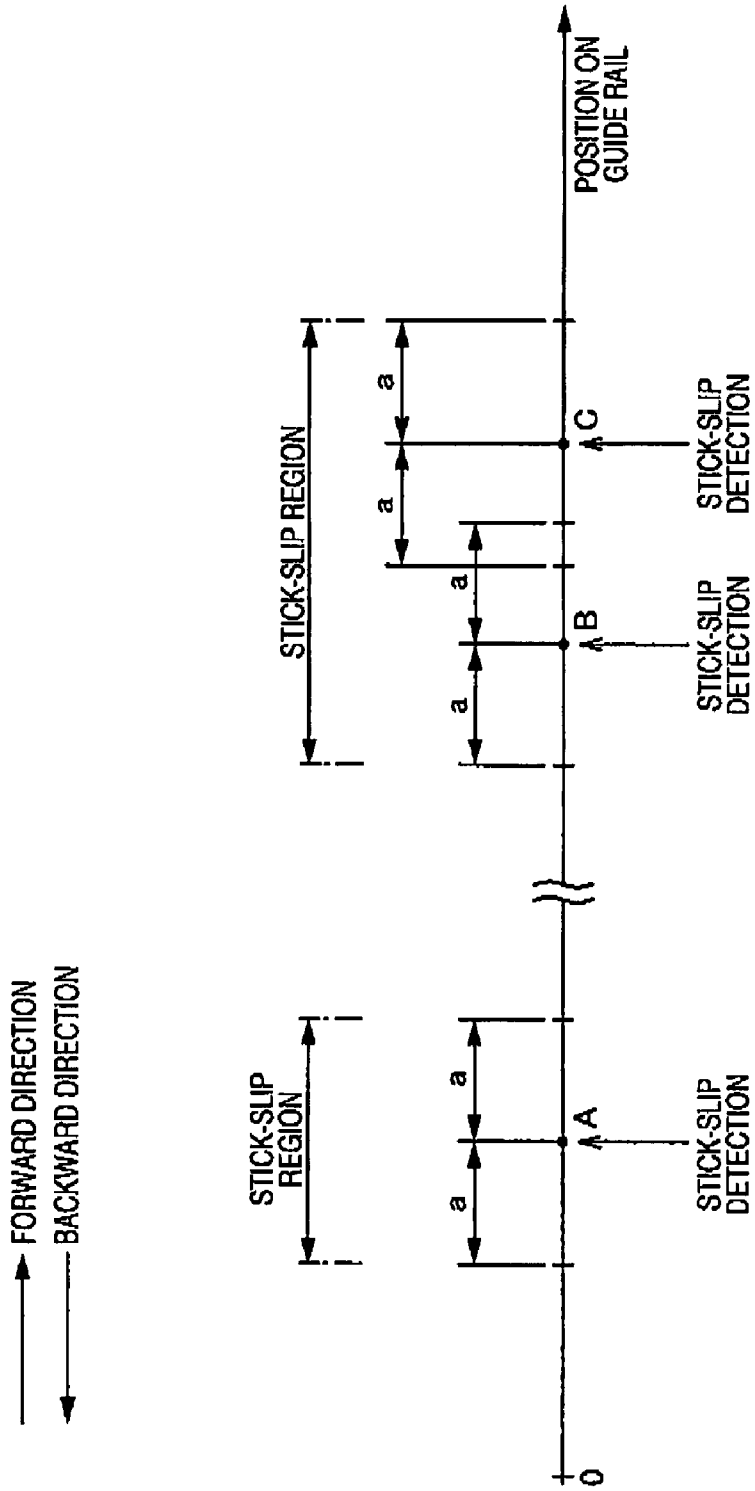 FORWARD DIRECTION
BACKWARD DIRECTION
STICK-SLIP
REGION
STICK-SLIP REGION
a
a
a
a
a
a
A
B
C
O
POSITION ON
GUIDE RAIL
STICK-SLIP
DETECTION
STICK-SLIP
DETECTION
STICK-SLIP
DETECTION